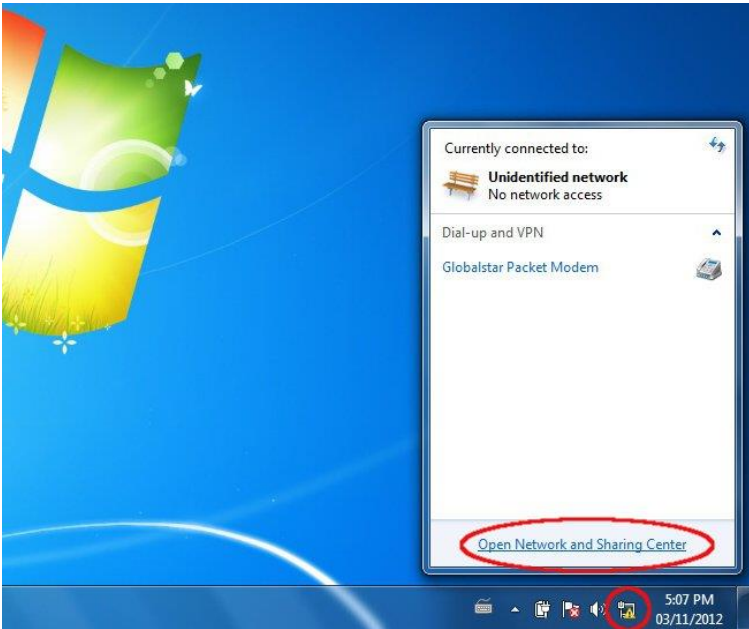 Currently connected to:
Unidentified network
No network access
Dial-up and VPN
Globalstar Packet Modem
Open Network and Sharing Center
5:07 PM
03/11/2012